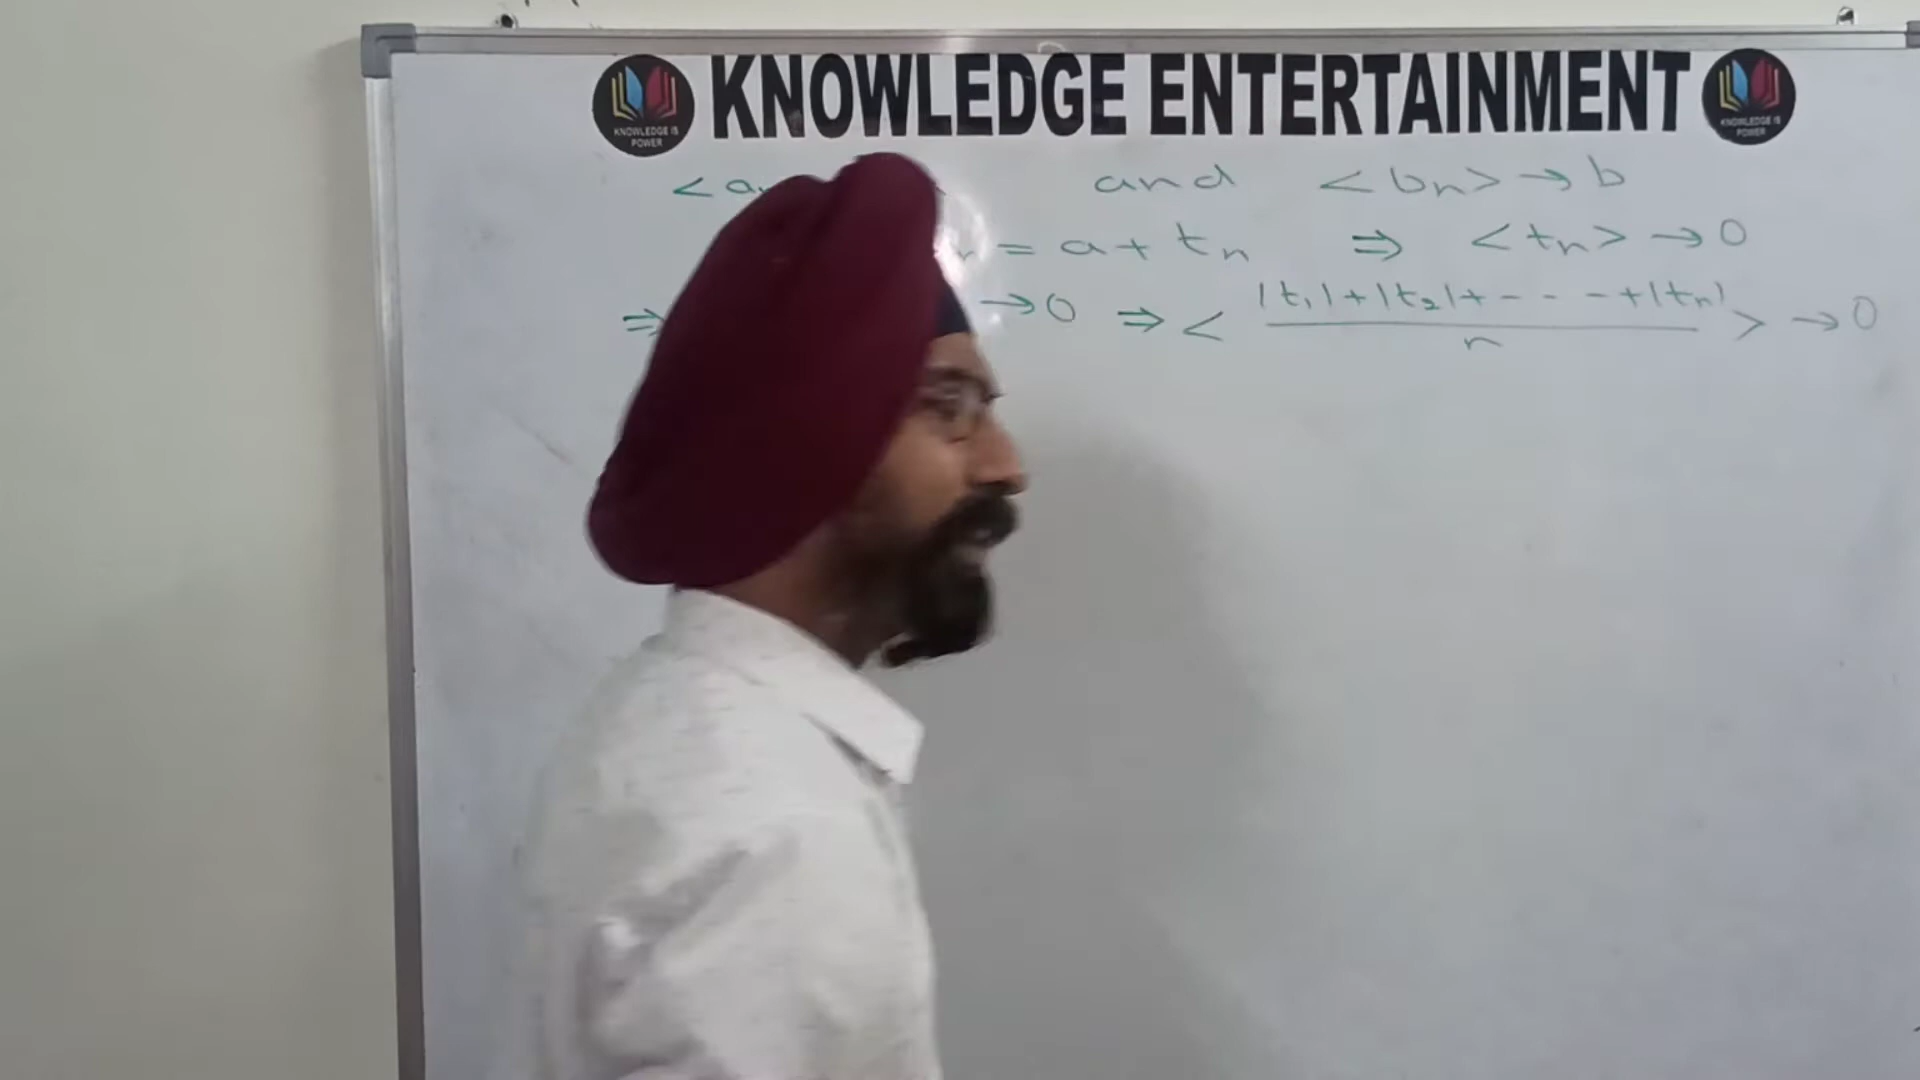 KNOWLEDGE ENTERTAINMENT
KNOWLEDGE IS POWER
KNOWLEDGE IS POWER
<a and <bn> → b
n = a + tn ⇒ <tn> → 0
⇒ → 0 ⇒ < |t1|+|t2|+- - - -+|tn| / n > → 0